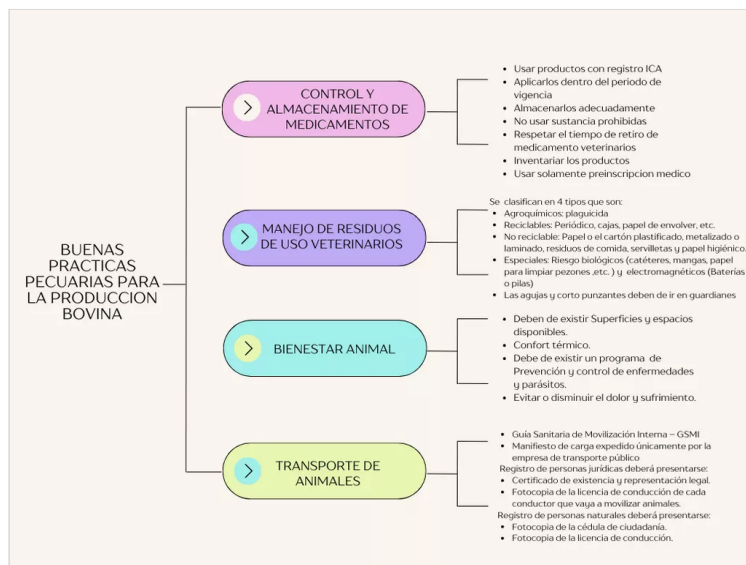 BUENAS
PRACTICAS
PECUARIAS PARA
LA PRODUCCION
BOVINA
CONTROL Y
ALMACENAMIENTO DE
MEDICAMENTOS
• Usar productos con registro ICA
• Aplicarlos dentro del periodo de
vigencia
• Almacenarlos adecuadamente
• No usar sustancia prohibidas
• Respetar el tiempo de retiro de
medicamento veterinarios
• Inventariar los productos
• Usar solamente preinscripcion medico
MANEJO DE RESIDUOS
DE USO VETERINARIOS
Se clasifican en 4 tipos que son:
• Agroquímicos: plaguicida
• Reciclables: Periódico, cajas, papel de envolver, etc.
• No reciclable: Papel o el cartón plastificado, metalizado o
laminado, residuos de comida, servilletas y papel higiénico.
• Especiales: Riesgo biológicos (catéteres, mangas, papel
para limpiar pezones ,etc. ) y electromagnéticos (Baterías
o pilas)
• Las agujas y corto punzantes deben de ir en guardianes
BIENESTAR ANIMAL
• Deben de existir Superficies y espacios
disponibles.
• Confort térmico.
• Debe de existir un programa de
Prevención y control de enfermedades
y parásitos.
• Evitar o disminuir el dolor y sufrimiento.
TRANSPORTE DE
ANIMALES
• Guía Sanitaria de Movilización Interna – GSMI
• Manifiesto de carga expedido únicamente por la
empresa de transporte público
Registro de personas jurídicas deberá presentarse:
• Certificado de existencia y representación legal.
• Fotocopia de la licencia de conducción de cada
conductor que vaya a movilizar animales.
Registro de personas naturales deberá presentarse:
• Fotocopia de la cédula de ciudadanía.
• Fotocopia de la licencia de conducción.